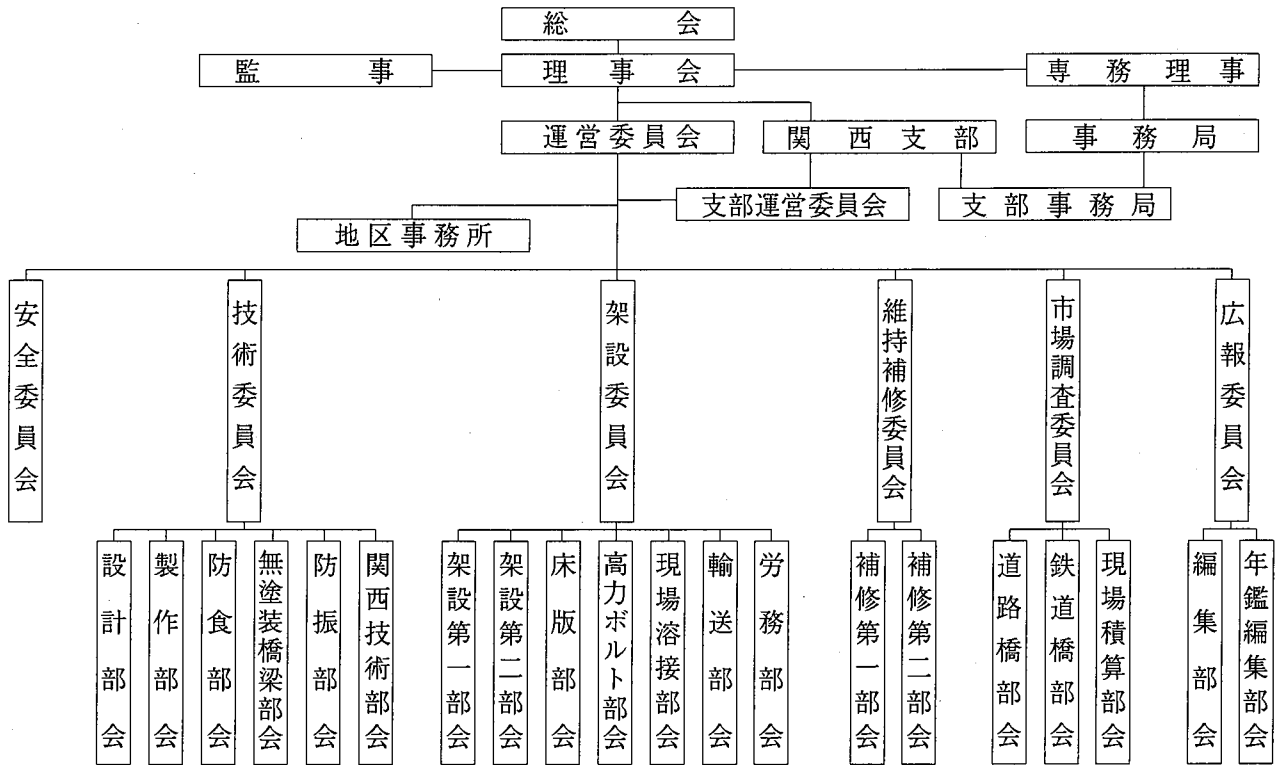 組織図
総会
監事
理事会
専務理事
運営委員会
関西支部
事務局
支部運営委員会
支部事務局
地区事務所
安全委員会
技術委員会
架設委員会
維持補修委員会
市場調査委員会
広報委員会
設計部会
製作部会
防食部会
無塗装橋梁部会
防振部会
関西技術部会
架設第一部会
架設第二部会
床版部会
高力ボルト部会
現場溶接部会
輸送部会
労務部会
補修第一部会
補修第二部会
道路橋部会
鉄道橋部会
現場積算部会
編集部会
年鑑編集部会